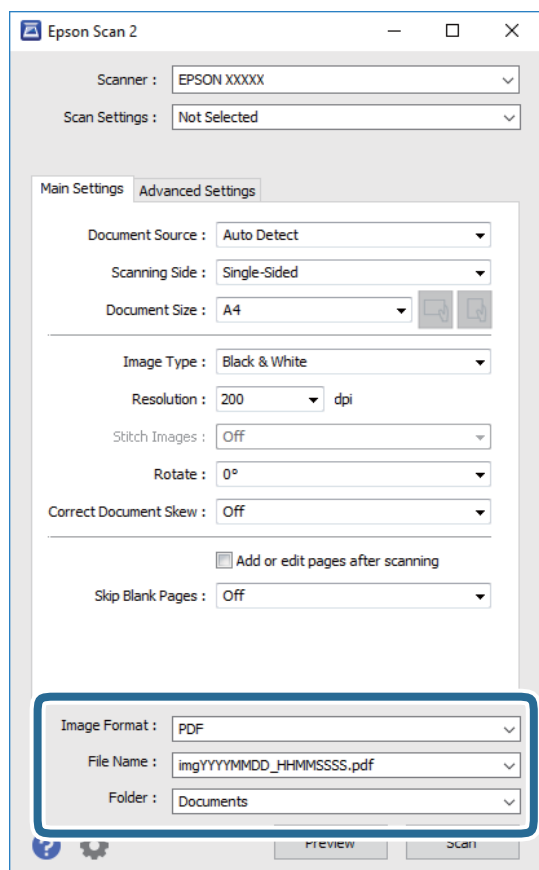 Epson Scan 2
Scanner : EPSON XXXXX
Scan Settings : Not Selected
Main Settings Advanced Settings
Document Source : Auto Detect
Scanning Side : Single-Sided
Document Size : A4
Image Type : Black & White
Resolution : 200 dpi
Stitch Images : Off
Rotate : 0°
Correct Document Skew : Off
Add or edit pages after scanning
Skip Blank Pages : Off
Image Format : PDF
File Name : imgYYYYMMDD_HHMMSSSS.pdf
Folder : Documents
? Preview Scan